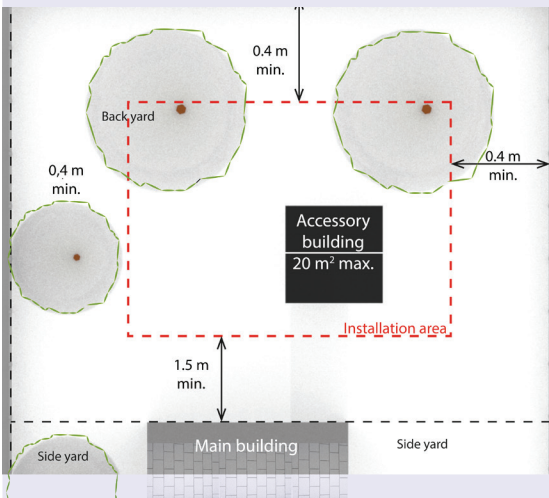 0.4 m
min.
Back yard
0.4 m
min.
0,4 m
min.
Accessory
building
20 m² max.
Installation area
1.5 m
min.
Main building
Side yard
Side yard